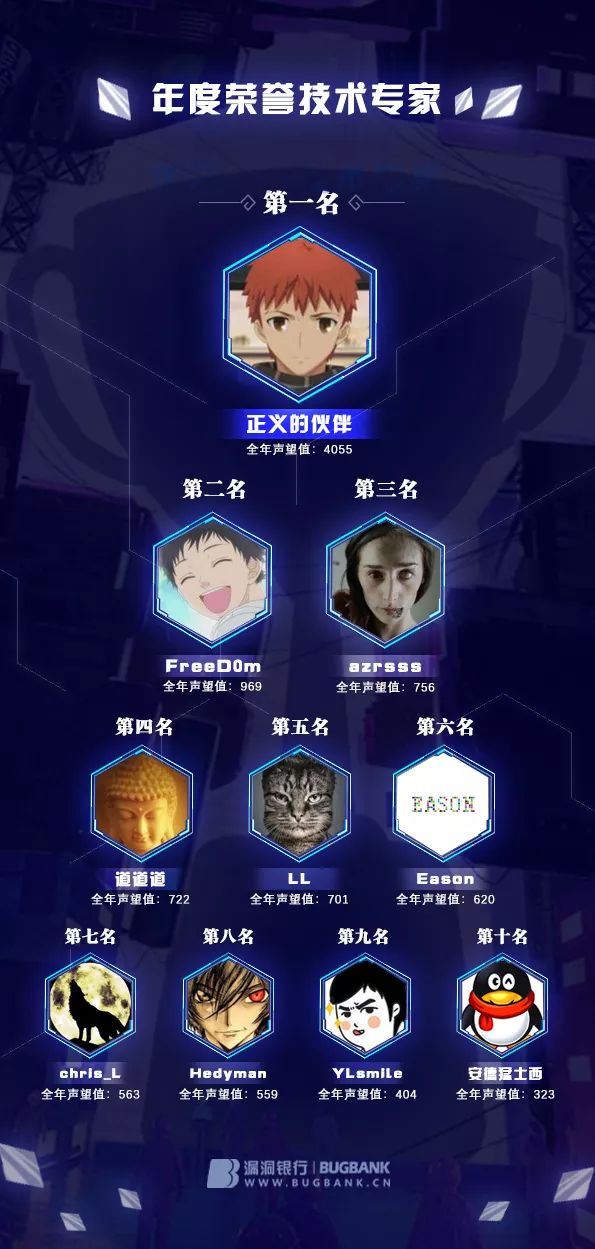 年度荣誉技术专家
第一名
正义的伙伴
全年声望值：4055
第二名
第三名
FreeD0m
azrsss
全年声望值：969
全年声望值：756
第四名
第五名
第六名
EASON
道道道
LL
Eason
全年声望值：722
全年声望值：701
全年声望值：620
第七名
第八名
第九名
第十名
chris_L
Hedyman
YLsmile
安德猛士西
全年声望值：563
全年声望值：559
全年声望值：404
全年声望值：323
漏洞银行 | BUGBANK
WWW.BUGBANK.CN